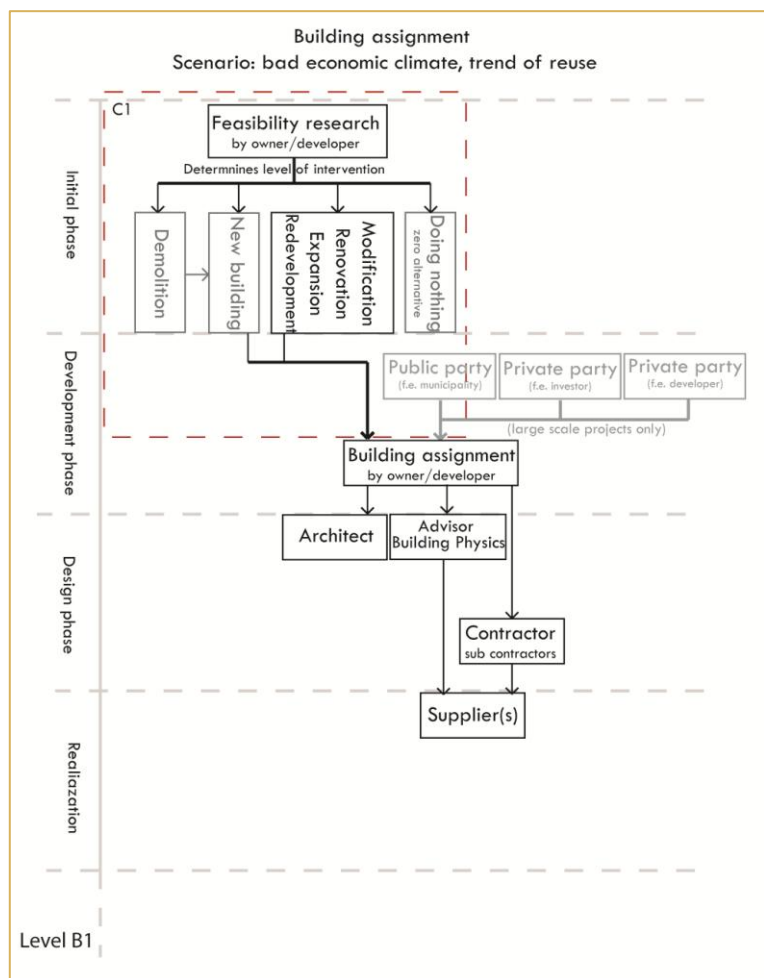 Building assignment
Scenario: bad economic climate, trend of reuse
C1
Feasibility research
by owner/developer
Determnines level of intervention
Initial phase
Demolition
New building
Modification
Renovation
Expansion
Redevelopment
Doing nothing
zero alternative
Development phase
Public party
(f.e. municipality)
Private party
(f.e. investor)
Private party
(f.e. developer)
(large scale projects only)
Building assignment
by owner/developer
Design phase
Architect
Advisor
Building Physics
Contractor
sub contractors
Supplier(s)
Realiazation
Level B1